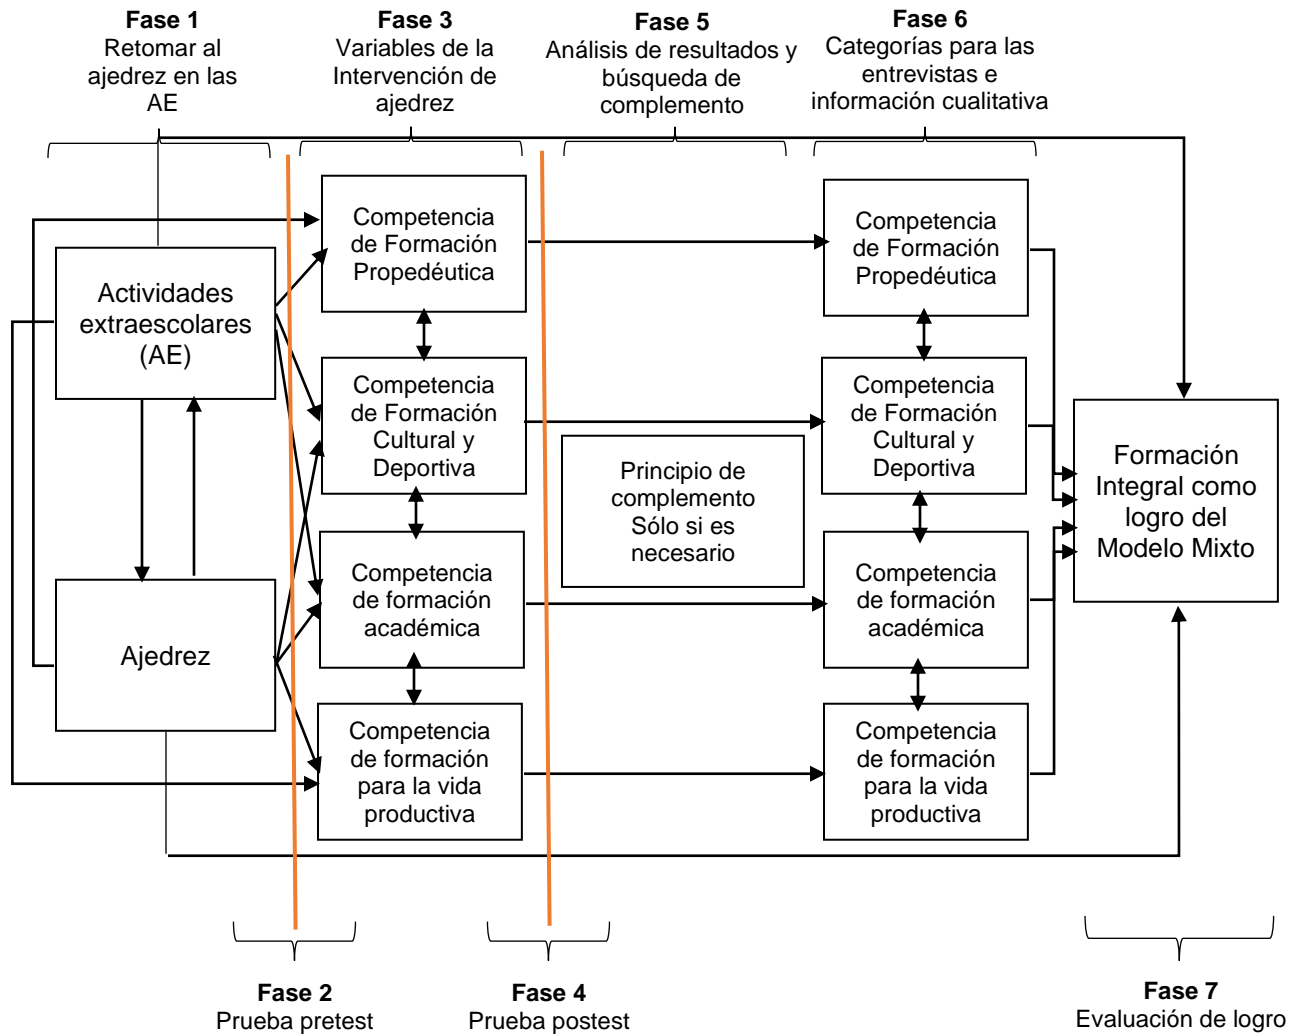 Fase 1
Retomar al
ajedrez en las
AE
Fase 3
Variables de la
Intervención de
ajedrez
Fase 5
Análisis de resultados y
búsqueda de
complemento
Fase 6
Categorías para las
entrevistas e
información cualitativa
Actividades
extraescolares
(AE)
Ajedrez
Competencia
de Formación
Propedéutica
Competencia
de Formación
Cultural y
Deportiva
Competencia
de formación
académica
Competencia
de formación
para la vida
productiva
Principio de
complemento
Sólo si es
necesario
Competencia
de Formación
Propedéutica
Competencia
de Formación
Cultural y
Deportiva
Competencia
de formación
académica
Competencia
de formación
para la vida
productiva
Formación
Integral como
logro del
Modelo Mixto
Fase 2
Prueba pretest
Fase 4
Prueba postest
Fase 7
Evaluación de logro